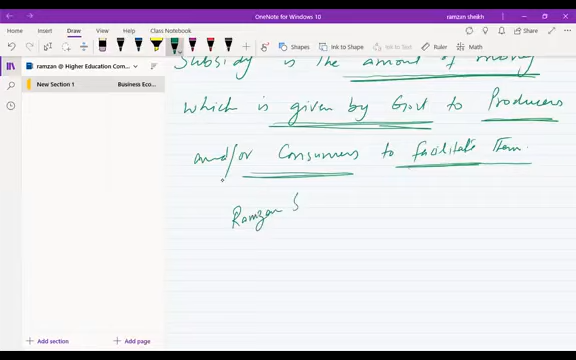 OneNote for Windows 10
ramzan sheikh
Home Insert Draw View Help Class Notebook
Share
Shapes Ink to Shape Ink to Text Ruler Math
ramzan @ Higher Education Com...
New Section 1 Business Eco...
Subsidy is the amount of money
which is given by Govt to Producers
and/or Consumers to facilitate them.
Ramzan S
Add section Add page